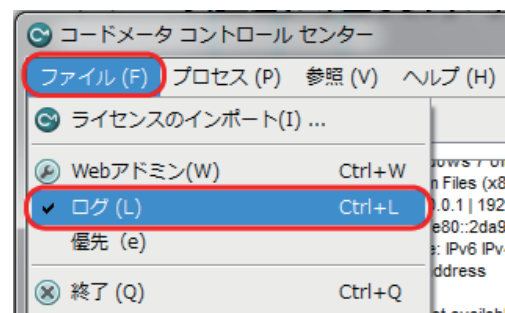 コードメータ コントロール センター
ファイル (F) プロセス (P) 参照 (V) ヘルプ (H)
ライセンスのインポート(I) ...
Webアドミン(W) Ctrl+W
n Files (x8
ログ (L) Ctrl+L
.0.1 | 192
e80::2da9
優先（e)
: IPv6 IPv
ddress
終了 (Q) Ctrl+Q